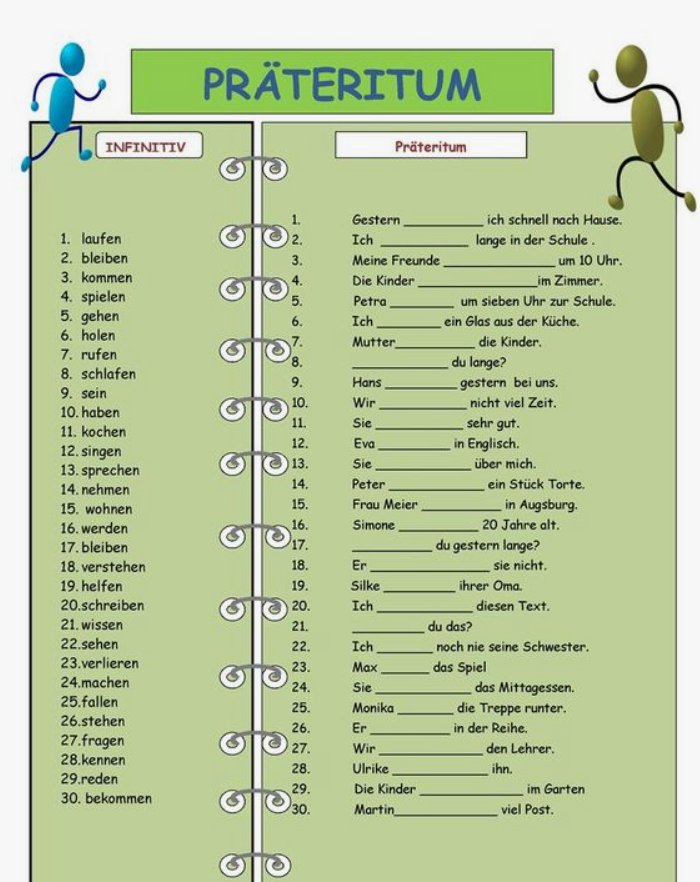 PRÄTERITUM
INFINITIV
1. laufen
2. bleiben
3. kommen
4. spielen
5. gehen
6. holen
7. rufen
8. schlafen
9. sein
10. haben
11. kochen
12. singen
13. sprechen
14. nehmen
15. wohnen
16. werden
17. bleiben
18. verstehen
19. helfen
20.schreiben
21. wissen
22.sehen
23.verlieren
24.machen
25.fallen
26.stehen
27.fragen
28.kennen
29.reden
30. bekommen
Präteritum
1. Gestern ___________ ich schnell nach Hause.
2. Ich ____________ lange in der Schule .
3. Meine Freunde ________________ um 10 Uhr.
4. Die Kinder _________________im Zimmer.
5. Petra _________ um sieben Uhr zur Schule.
6. Ich _________ ein Glas aus der Küche.
7. Mutter___________ die Kinder.
8. _____________ du lange?
9. Hans __________ gestern bei uns.
10. Wir ____________ nicht viel Zeit.
11. Sie ____________ sehr gut.
12. Eva __________ in Englisch.
13. Sie _____________ über mich.
14. Peter _____________ ein Stück Torte.
15. Frau Meier ___________ in Augsburg.
16. Simone ___________ 20 Jahre alt.
17. ___________ du gestern lange?
18. Er ________________ sie nicht.
19. Silke __________ ihrer Oma.
20. Ich _____________ diesen Text.
21. __________ du das?
22. Ich ________ noch nie seine Schwester.
23. Max _______ das Spiel
24. Sie _____________ das Mittagessen.
25. Monika ________ die Treppe runter.
26. Er ___________ in der Reihe.
27. Wir ______________ den Lehrer.
28. Ulrike _____________ ihn.
29. Die Kinder ______________ im Garten
30. Martin______________ viel Post.